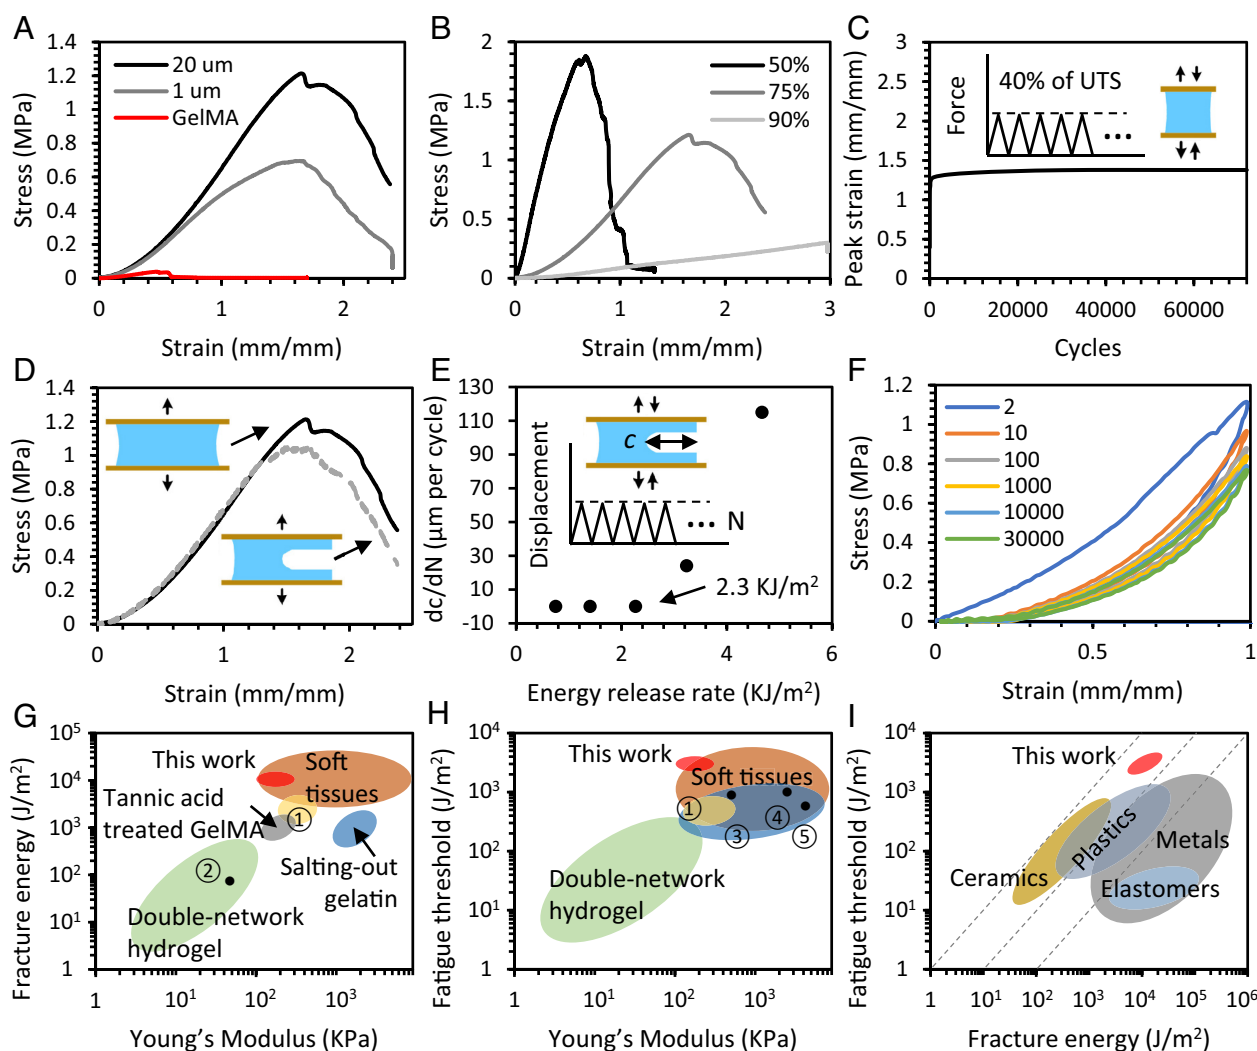 A
Stress (MPa)
1.4
1.2
1
0.8
0.6
0.4
0.2
0
20 um
1 um
GelMA
0
1
2
Strain (mm/mm)
B
Stress (MPa)
2
1.5
1
0.5
0
50%
75%
90%
0
1
2
3
Strain (mm/mm)
C
Peak strain (mm/mm)
3
2.5
2
1.5
1
0.5
0
Force
40% of UTS
...
0
20000
40000
60000
Cycles
D
Stress (MPa)
1.4
1.2
1
0.8
0.6
0.4
0.2
0
0
1
2
Strain (mm/mm)
E
dc/dN (μm per cycle)
130
110
90
70
50
30
10
-10
Displacement
c
... N
2.3 KJ/m²
0
2
4
6
Energy release rate (KJ/m²)
F
Stress (MPa)
1.2
1
0.8
0.6
0.4
0.2
0
2
10
100
1000
10000
30000
0
0.5
1
Strain (mm/mm)
G
Fracture energy (J/m²)
10⁵
10⁴
10³
10²
10¹
1
This work
Soft
tissues
Tannic acid
treated GelMA
①
Salting-out
gelatin
②
Double-network
hydrogel
1
10¹
10²
10³
Young's Modulus (KPa)
H
Fatigue threshold (J/m²)
10⁴
10³
10²
10¹
1
This work
Soft tissues
①
③
④
⑤
Double-network
hydrogel
1
10¹
10²
10³
Young's Modulus (KPa)
I
Fatigue threshold (J/m²)
10⁴
10³
10²
10¹
1
This work
Plastics
Metals
Ceramics
Elastomers
1
10¹
10²
10³
10⁴
10⁵
10⁶
Fracture energy (J/m²)